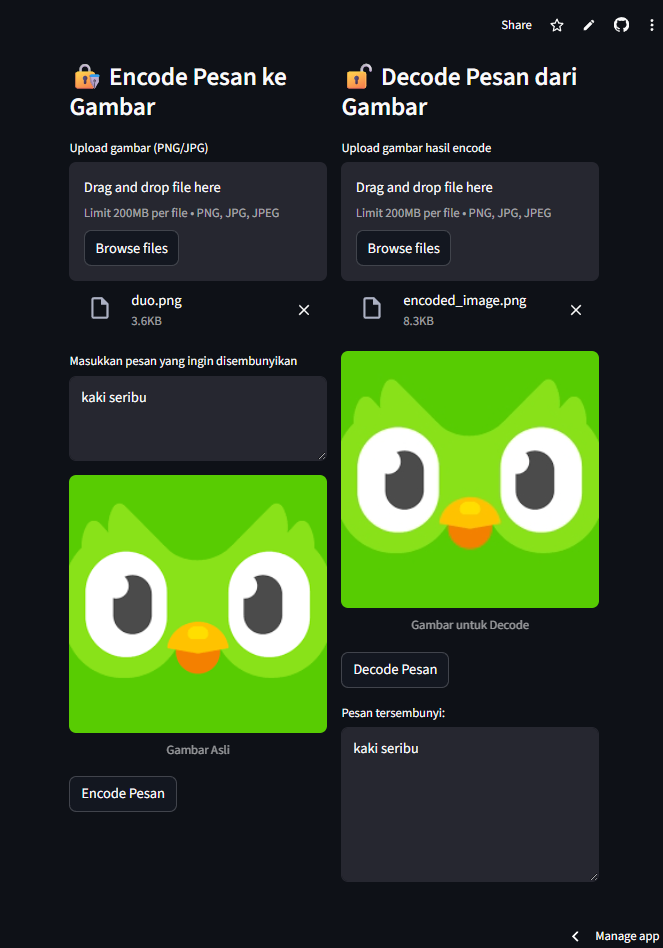 Share
Encode Pesan ke
Gambar
Upload gambar (PNG/JPG)
Drag and drop file here
Limit 200MB per file • PNG, JPG, JPEG
Browse files
duo.png
3.6KB
Masukkan pesan yang ingin disembunyikan
kaki seribu
Gambar Asli
Encode Pesan
Decode Pesan dari
Gambar
Upload gambar hasil encode
Drag and drop file here
Limit 200MB per file • PNG, JPG, JPEG
Browse files
encoded_image.png
8.3KB
Gambar untuk Decode
Decode Pesan
Pesan tersembunyi:
kaki seribu
Manage app